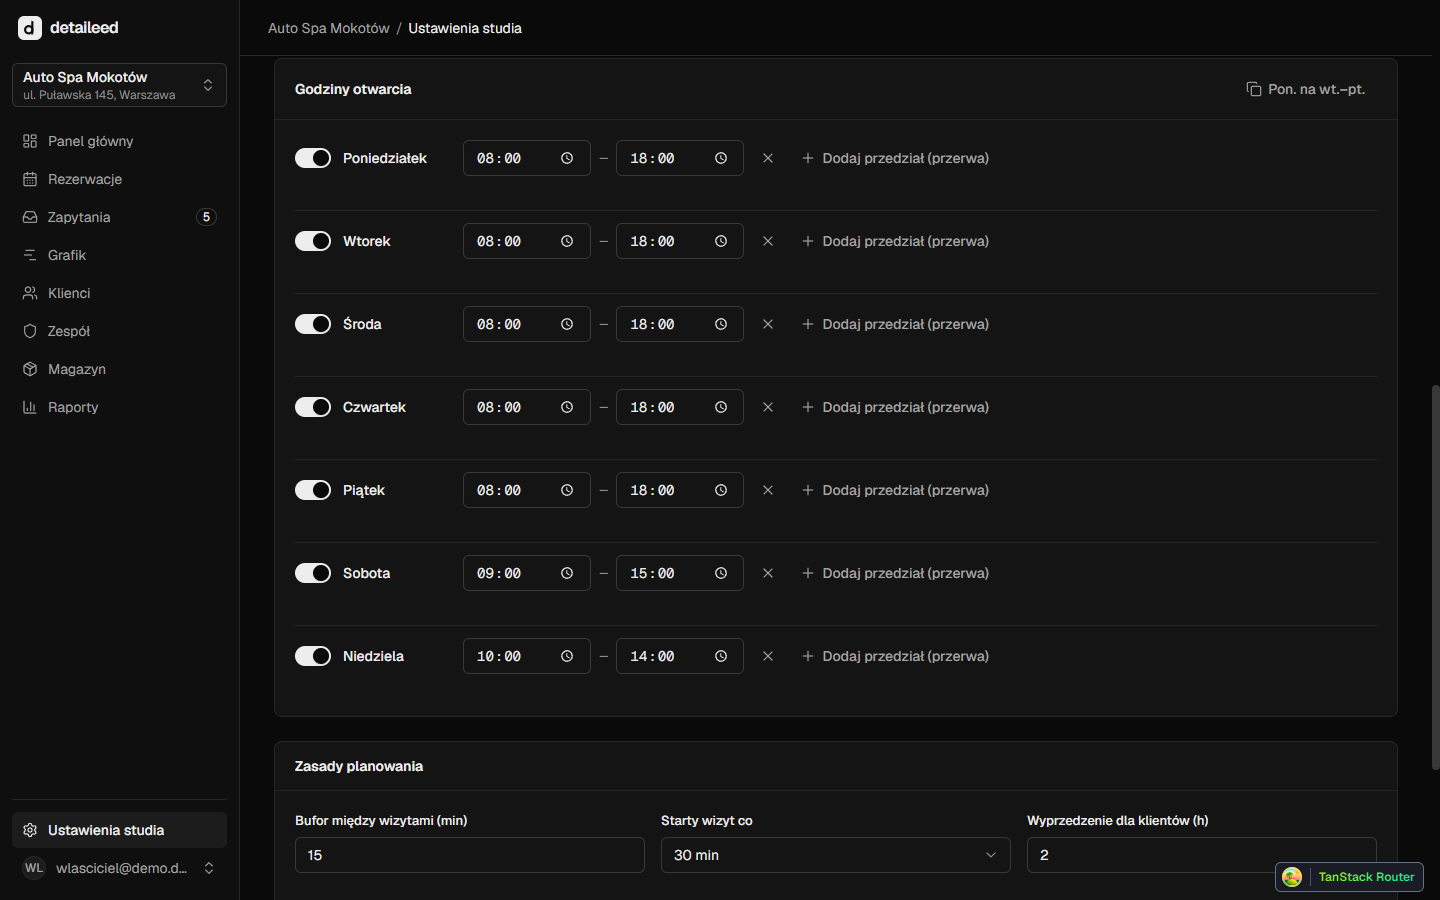 detaileed
Auto Spa Mokotów
ul. Puławska 145, Warszawa
Panel główny
Rezerwacje
Zapytania 5
Grafik
Klienci
Zespół
Magazyn
Raporty
Ustawienia studia
WL wlasciciel@demo.d...
Auto Spa Mokotów / Ustawienia studia
Godziny otwarcia Pon. na wt.–pt.
Poniedziałek 08:00 – 18:00 Dodaj przedział (przerwa)
Wtorek 08:00 – 18:00 Dodaj przedział (przerwa)
Środa 08:00 – 18:00 Dodaj przedział (przerwa)
Czwartek 08:00 – 18:00 Dodaj przedział (przerwa)
Piątek 08:00 – 18:00 Dodaj przedział (przerwa)
Sobota 09:00 – 15:00 Dodaj przedział (przerwa)
Niedziela 10:00 – 14:00 Dodaj przedział (przerwa)
Zasady planowania
Bufor między wizytami (min) Starty wizyt co Wyprzedzenie dla klientów (h)
15 30 min 2
TanStack Router